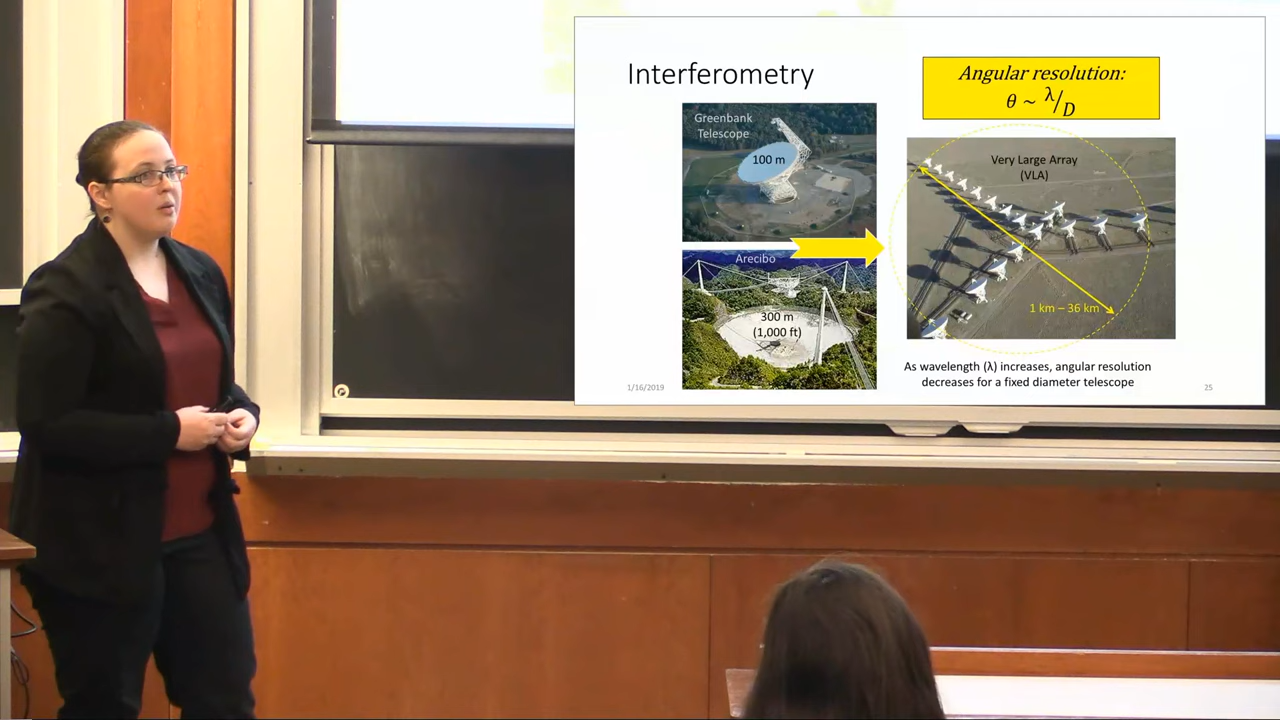 Interferometry
Angular resolution:
θ ~ λ/D
Greenbank
Telescope
100 m
Arecibo
300 m
(1,000 ft)
Very Large Array
(VLA)
1 km – 36 km
As wavelength (λ) increases, angular resolution
decreases for a fixed diameter telescope
1/16/2019
25